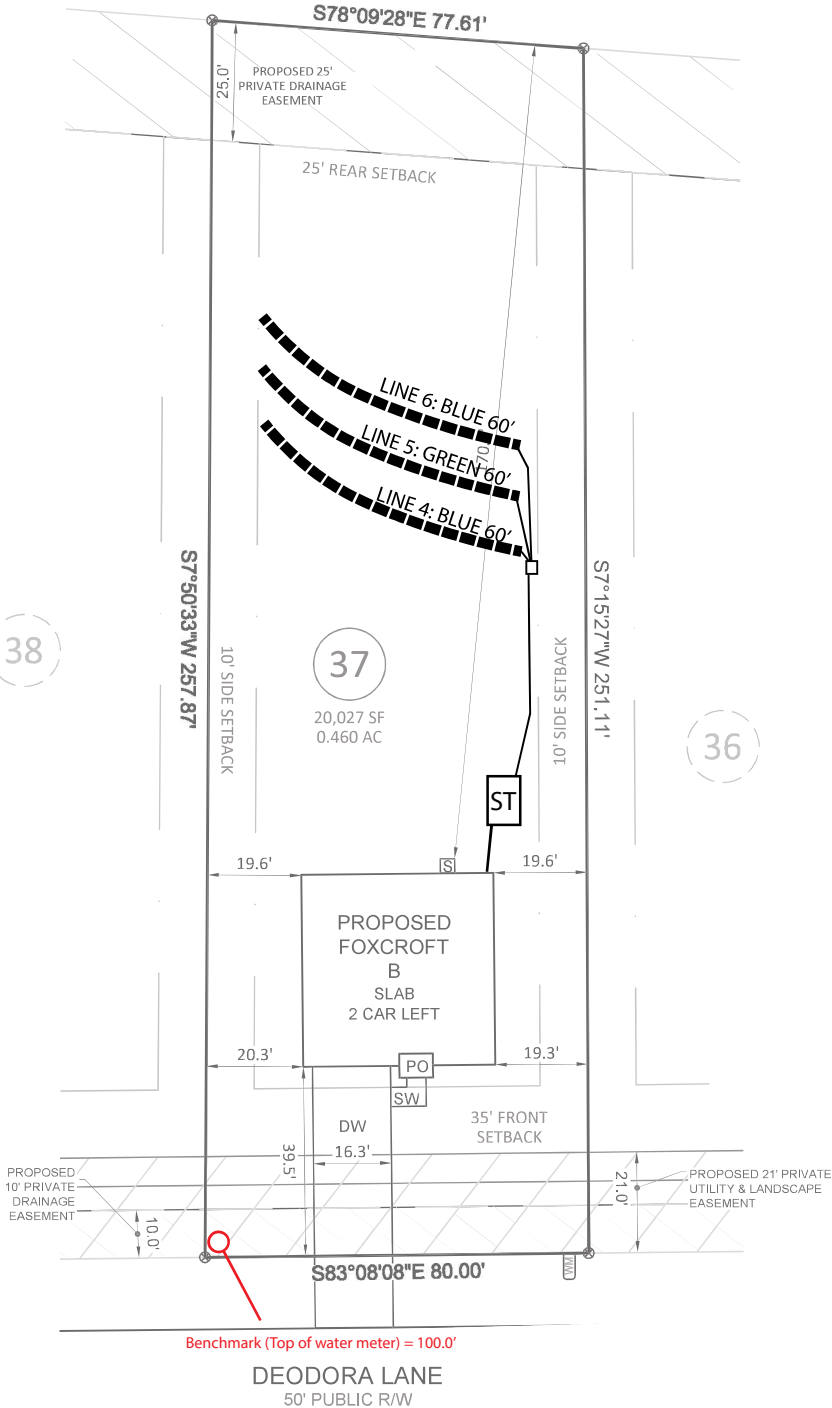 S78°09'28"E 77.61'
25.0'
PROPOSED 25'
PRIVATE DRAINAGE
EASEMENT
25' REAR SETBACK
LINE 6: BLUE 60'
LINE 5: GREEN 60'
170.
LINE 4: BLUE 60'
S7°50'33"W 257.87'
S7°15'27"W 251.11'
38
37
20,027 SF
0.460 AC
36
10' SIDE SETBACK
10' SIDE SETBACK
ST
19.6'
S
19.6'
PROPOSED
FOXCROFT
B
SLAB
2 CAR LEFT
20.3'
PO
19.3'
SW
DW
16.3'
39.5'
35' FRONT
SETBACK
PROPOSED
10' PRIVATE
DRAINAGE
EASEMENT
10.0'
21.0'
PROPOSED 21' PRIVATE
UTILITY & LANDSCAPE
EASEMENT
S83°08'08"E 80.00'
WM
Benchmark (Top of water meter) = 100.0'
DEODORA LANE
50' PUBLIC R/W